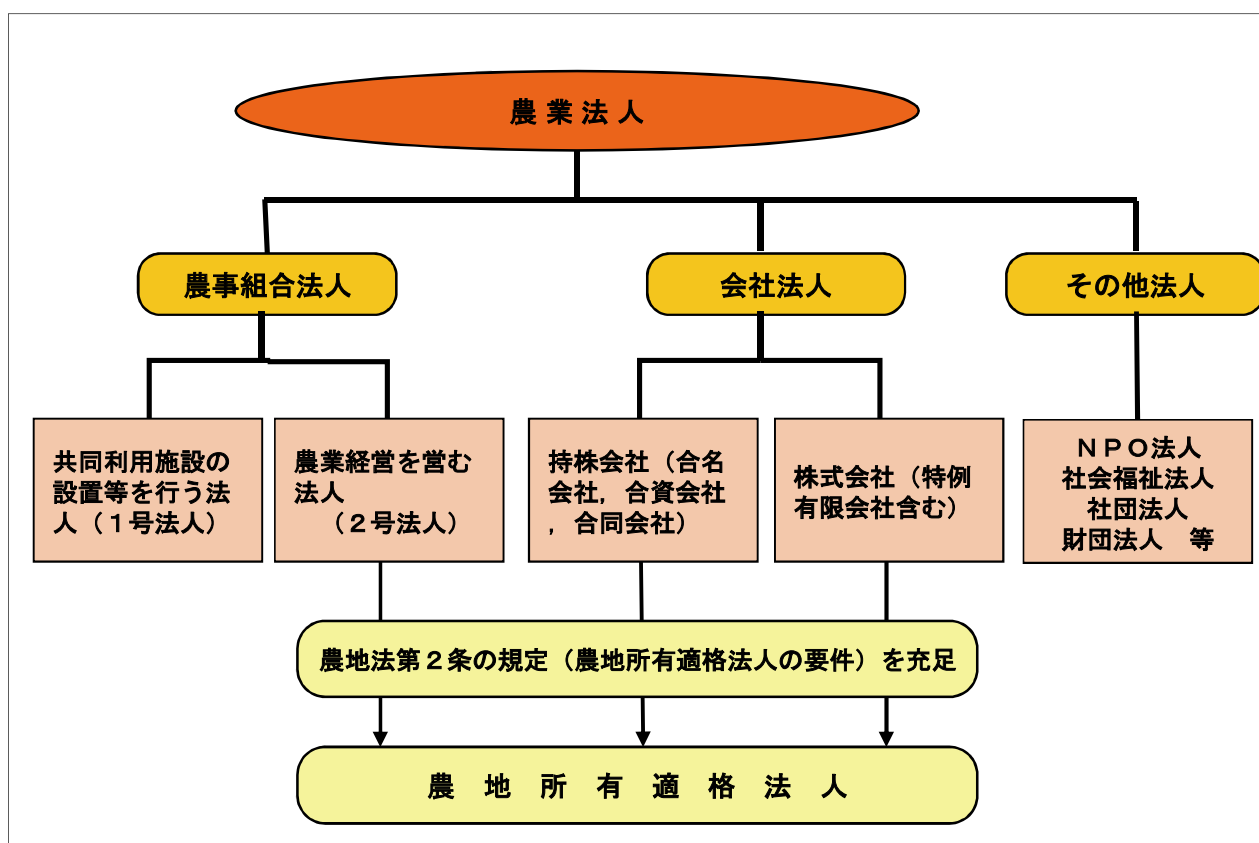 農業法人
農事組合法人
会社法人
その他法人
共同利用施設の
設置等を行う法
人（１号法人）
農業経営を営む
法人
（２号法人）
持株会社（合名
会社，合資会社
，合同会社）
株式会社（特例
有限会社含む）
ＮＰＯ法人
社会福祉法人
社団法人
財団法人　等
農地法第２条の規定（農地所有適格法人の要件）を充足
農地所有適格法人